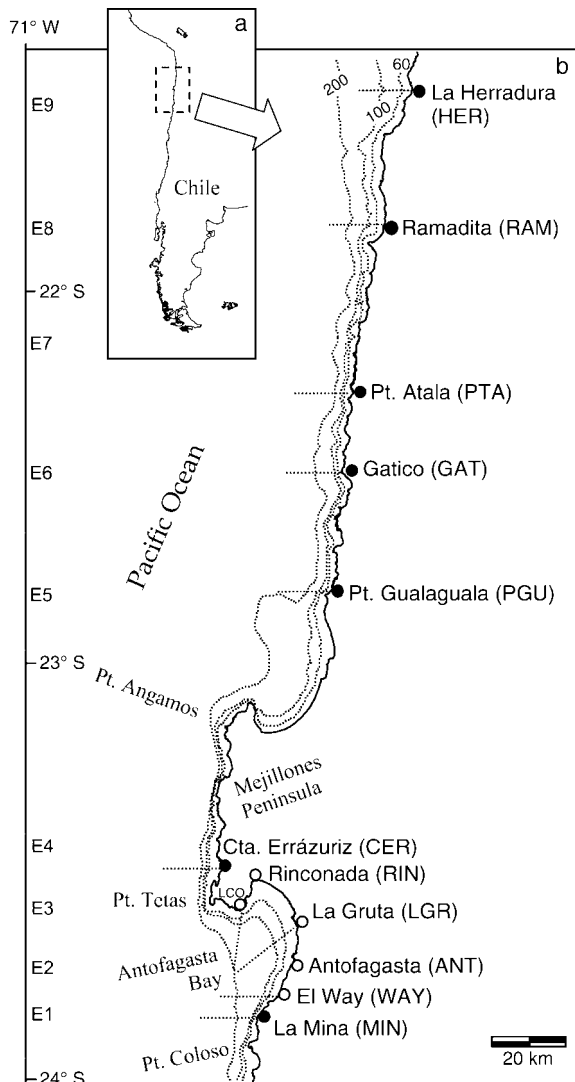 71° W
a
b
60
200
100
E9
La Herradura
(HER)
Chile
E8
Ramadita (RAM)
22° S
E7
Pt. Atala (PTA)
Pacific Ocean
E6
Gatico (GAT)
E5
Pt. Gualaguala (PGU)
23° S
Pt. Angamos
Mejillones
Peninsula
E4
Cta. Errázuriz (CER)
Rinconada (RIN)
LCO
Pt. Tetas
E3
La Gruta (LGR)
Antofagasta
Bay
E2
Antofagasta (ANT)
El Way (WAY)
E1
La Mina (MIN)
Pt. Coloso
20 km
24° S